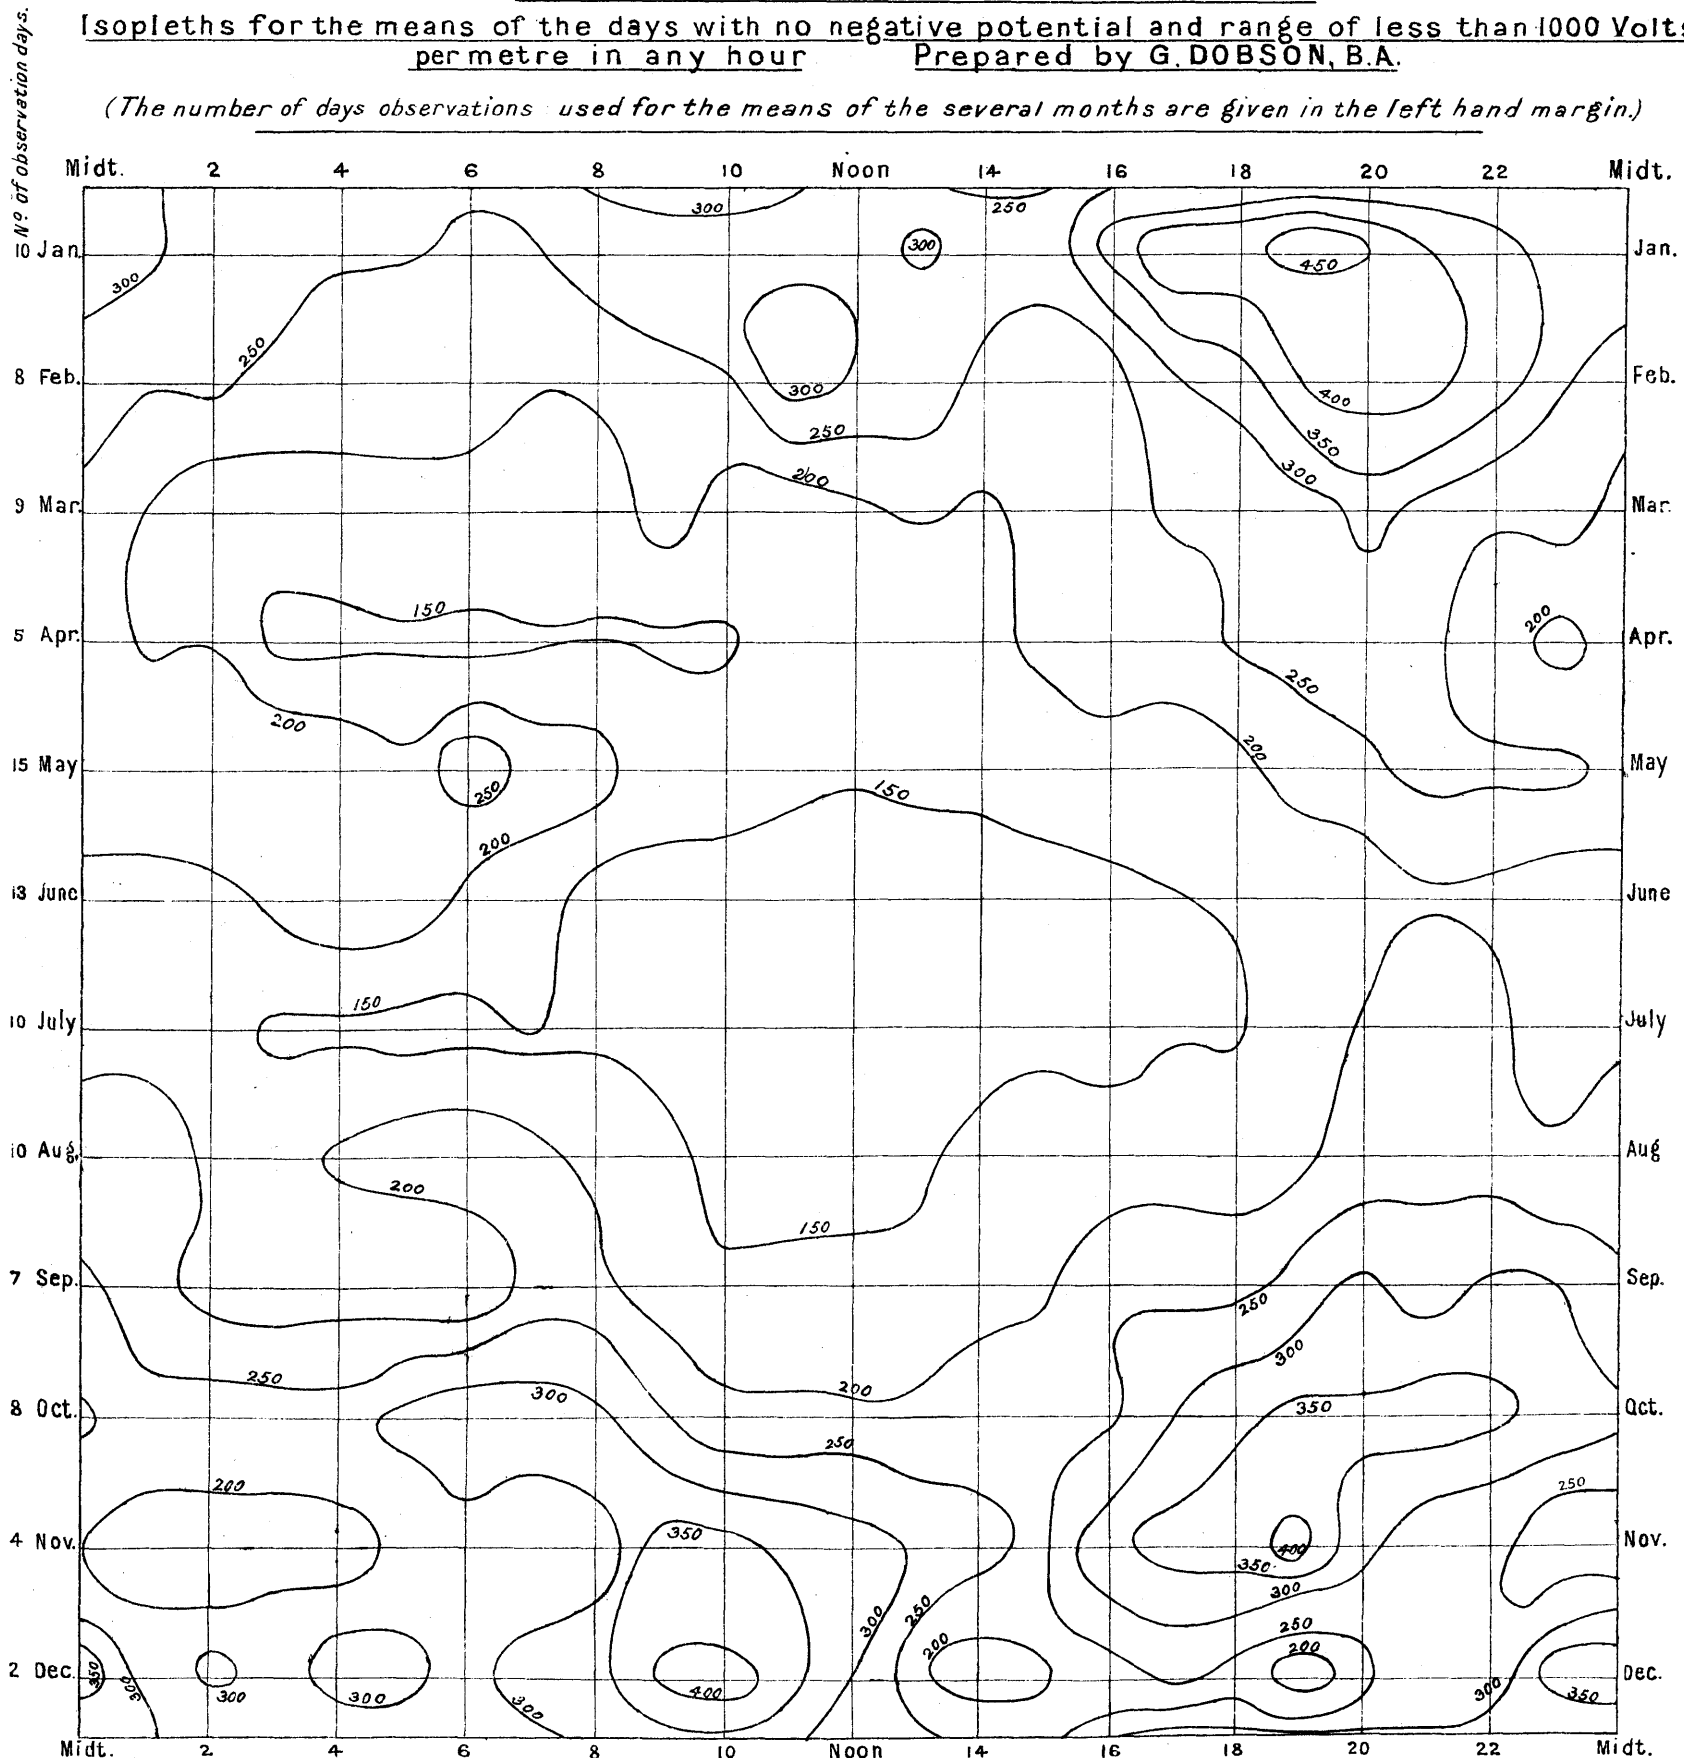 Isopleths for the means of the days with no negative potential and range of less than 1000 Volts
per metre in any hour Prepared by G. DOBSON, B.A.
(The number of days observations used for the means of the several months are given in the left hand margin.)
Nº of observation days.
Midt. 2 4 6 8 10 Noon 14 16 18 20 22 Midt.
300 250
10 Jan. 300 450 Jan.
300
250
8 Feb. 300 400 Feb.
250 350
200 300
9 Mar. Mar.
150 200
5 Apr. Apr.
250
200 200
15 May May
250 150
200
13 June June
150
10 July July
10 Aug. Aug
200
150
7 Sep. Sep.
250
300
250 300 200
8 Oct. 350 Oct.
250
200 250
350
4 Nov. 400 Nov.
350
300
300 250 250
200 200
2 Dec. 350 300 Dec.
300 300 400 300 350
300
Midt. 2 4 6 8 10 Noon 14 16 18 20 22 Midt.